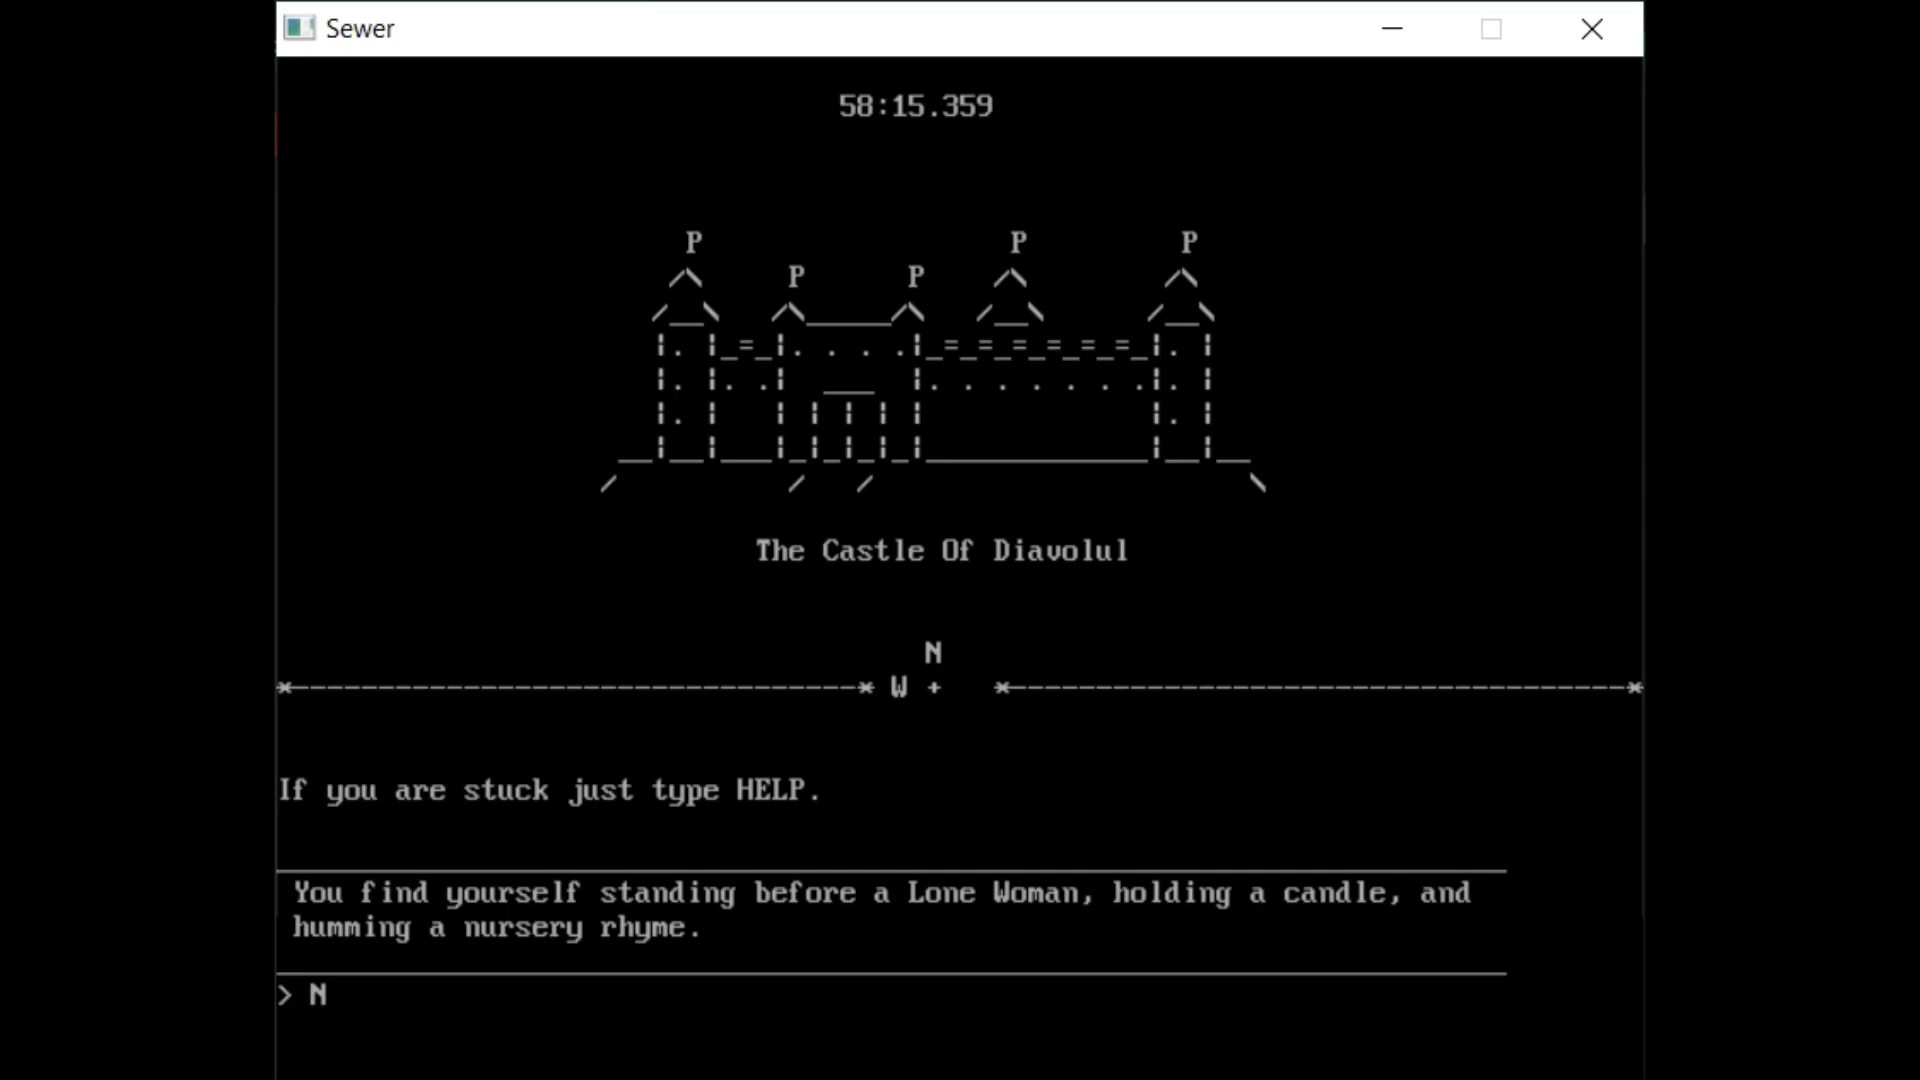 Sewer
58:15.359
P P P
P P
The Castle Of Diavolul
N
W +
If you are stuck just type HELP.
You find yourself standing before a Lone Woman, holding a candle, and
humming a nursery rhyme.
> N